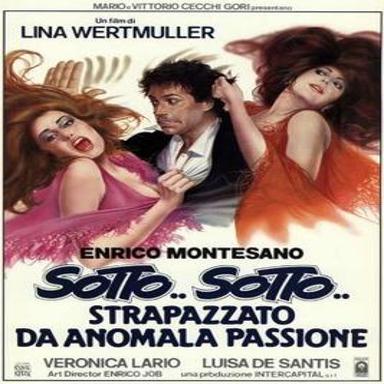 MARIO e VITTORIO CECCHI GORI presentano
Un film di
LINA WERTMULLER
ENRICO MONTESANO
SOTTO.. SOTTO..
STRAPAZZATO
DA ANOMALA PASSIONE
VERONICA LARIO LUISA DE SANTIS
Art Director ENRICO JOB una produzione INTERCAPITAL s.r.l.